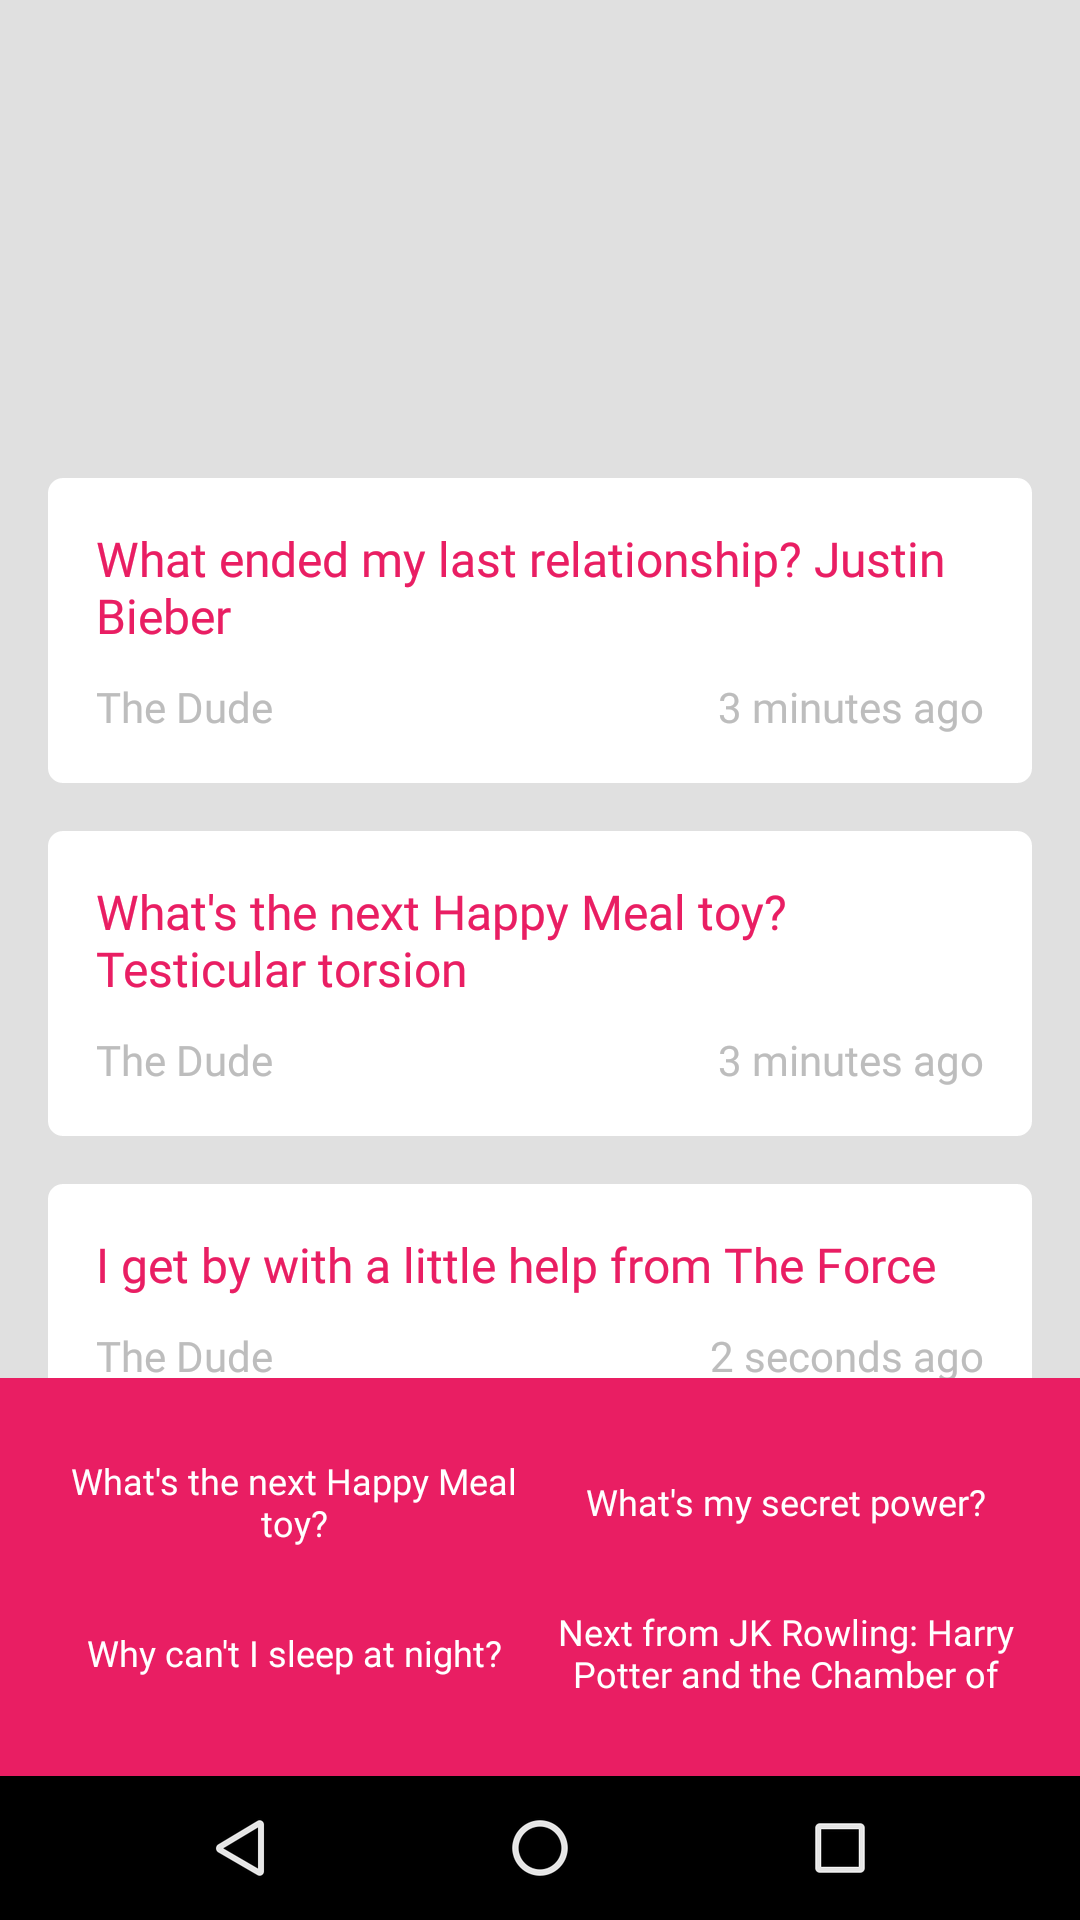 What ended my last relationship? Justin
Bieber
The Dude 3 minutes ago
What's the next Happy Meal toy?
Testicular torsion
The Dude 3 minutes ago
I get by with a little help from The Force
The Dude 2 seconds ago
What's the next Happy Meal
toy?
What's my secret power?
Why can't I sleep at night?
Next from JK Rowling: Harry
Potter and the Chamber of